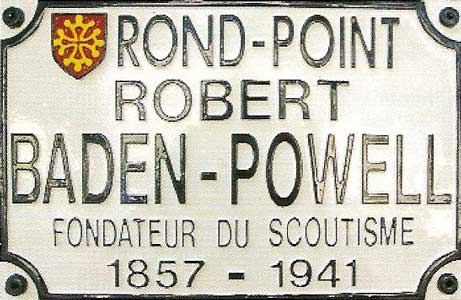 ROND-POINT
ROBERT
BADEN-POWELL
FONDATEUR DU SCOUTISME
1857 - 1941